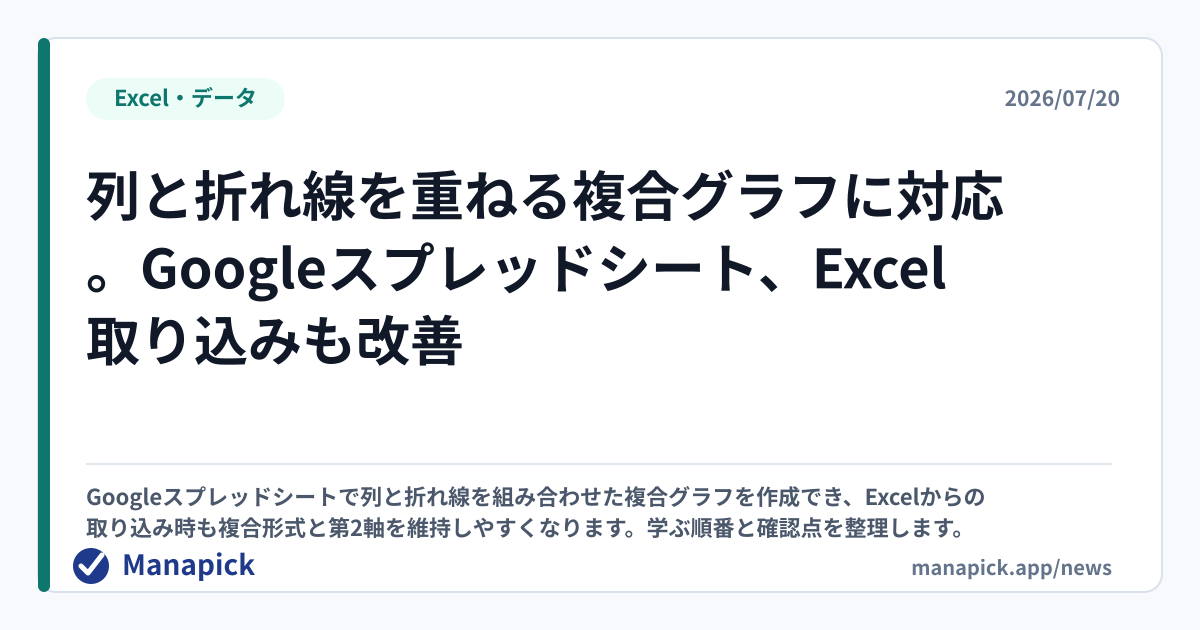 Excel・データ
2026/07/20
列と折れ線を重ねる複合グラフに対応
。Googleスプレッドシート、Excel
取り込みも改善
Googleスプレッドシートで列と折れ線を組み合わせた複合グラフを作成でき、Excelからの
取り込み時も複合形式と第2軸を維持しやすくなります。学ぶ順番と確認点を整理します。
Manapick
manapick.app/news